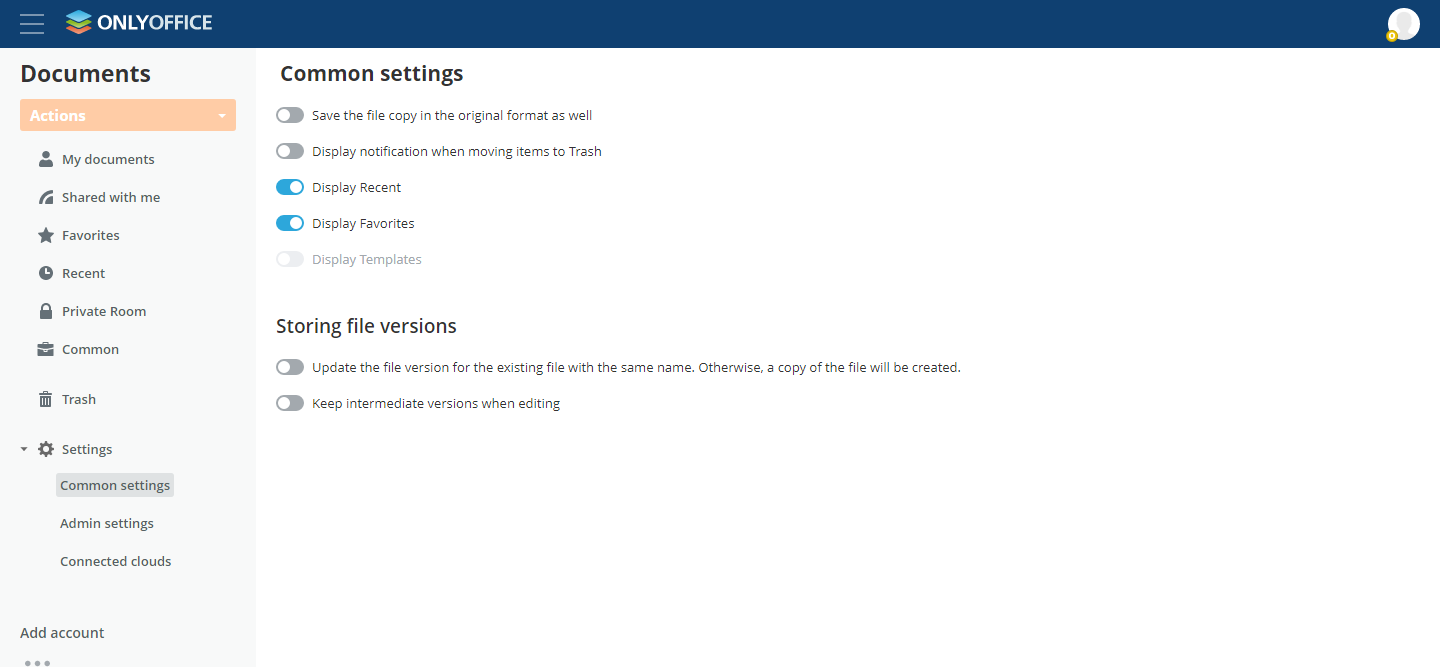 ONLYOFFICE
Documents
Actions
My documents
Shared with me
Favorites
Recent
Private Room
Common
Trash
Settings
Common settings
Admin settings
Connected clouds
Add account
Common settings
Save the file copy in the original format as well
Display notification when moving items to Trash
Display Recent
Display Favorites
Display Templates
Storing file versions
Update the file version for the existing file with the same name. Otherwise, a copy of the file will be created.
Keep intermediate versions when editing